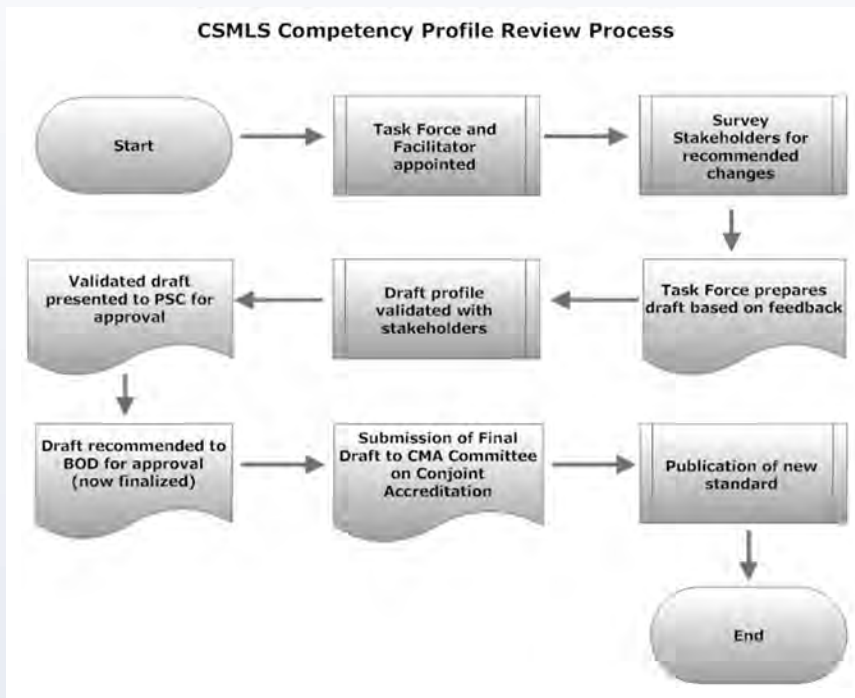 CSMLS Competency Profile Review Process
Start
Task Force and
Facilitator
appointed
Survey
Stakeholders for
recommended
changes
Task Force prepares
draft based on feedback
Draft profile
validated with
stakeholders
Validated draft
presented to PSC for
approval
Draft recommended to
BOD for approval
(now finalized)
Submission of Final
Draft to CMA Committee
on Conjoint
Accreditation
Publication of new
standard
End